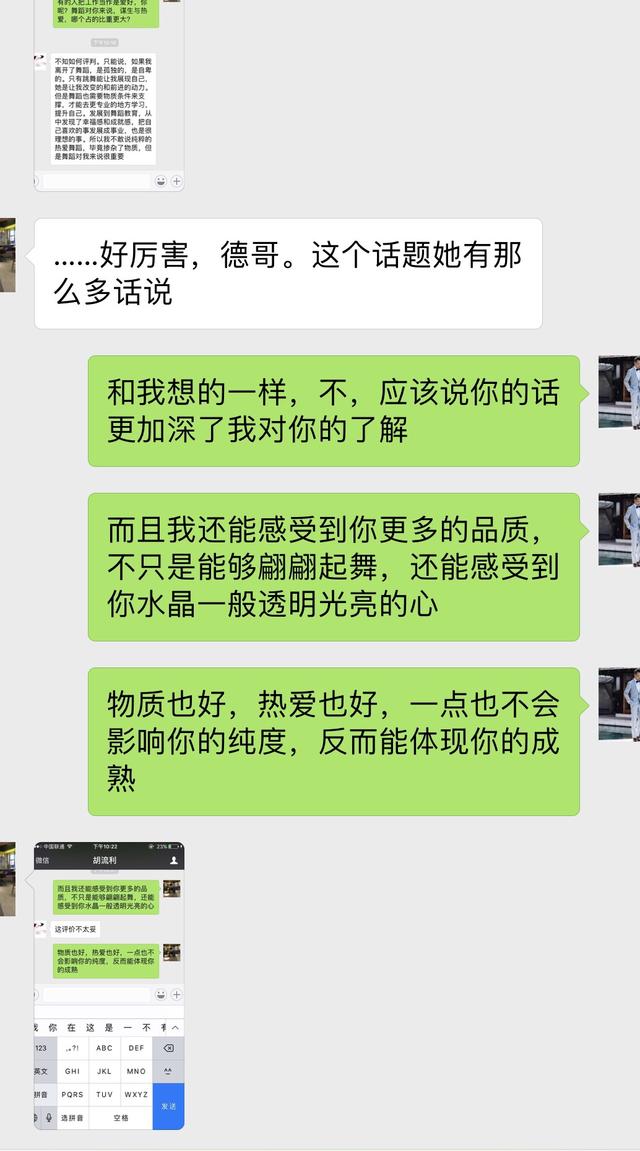 有的人把工作当作是爱好，你
呢？舞蹈对你来说，谋生与热
爱，哪个占的比重更大？
不知如何评判。只能说，如果我
离开了舞蹈，是孤独的，是自卑
的。只有跳舞能让我展现自己，
她是让我改变的和前进的动力。
但是舞蹈也需要物质条件来支
撑，才能去更专业的地方学习，
提升自己。发展到舞蹈教育，从
中发现了幸福感和成就感，把自
己喜欢的事发展成事业，也是很
理想的事。所以我不敢说纯粹的
热爱舞蹈，毕竟掺杂了物质，但
是舞蹈对我来说很重要
……好厉害，德哥。这个话题她有那
么多话说
和我想的一样，不，应该说你的话
更加深了我对你的了解
而且我还能感受到你更多的品质，
不只是能够翩翩起舞，还能感受到
你水晶一般透明光亮的心
物质也好，热爱也好，一点也不会
影响你的纯度，反而能体现你的成
熟
中国联通 下午10:22 23%
微信 胡流利
而且我还能感受到你更多的品
质，不只是能够翩翩起舞，还能
感受到你水晶一般透明光亮的心
这评价不太妥
物质也好，热爱也好，一点也不
会影响你的纯度，反而能体现你
的成熟
我 你 在 这 是 一 不 有
123 ,。?! ABC DEF
英文 GHI JKL MNO ^^
拼音 PQRS TUV WXYZ 发送
选拼音 空格